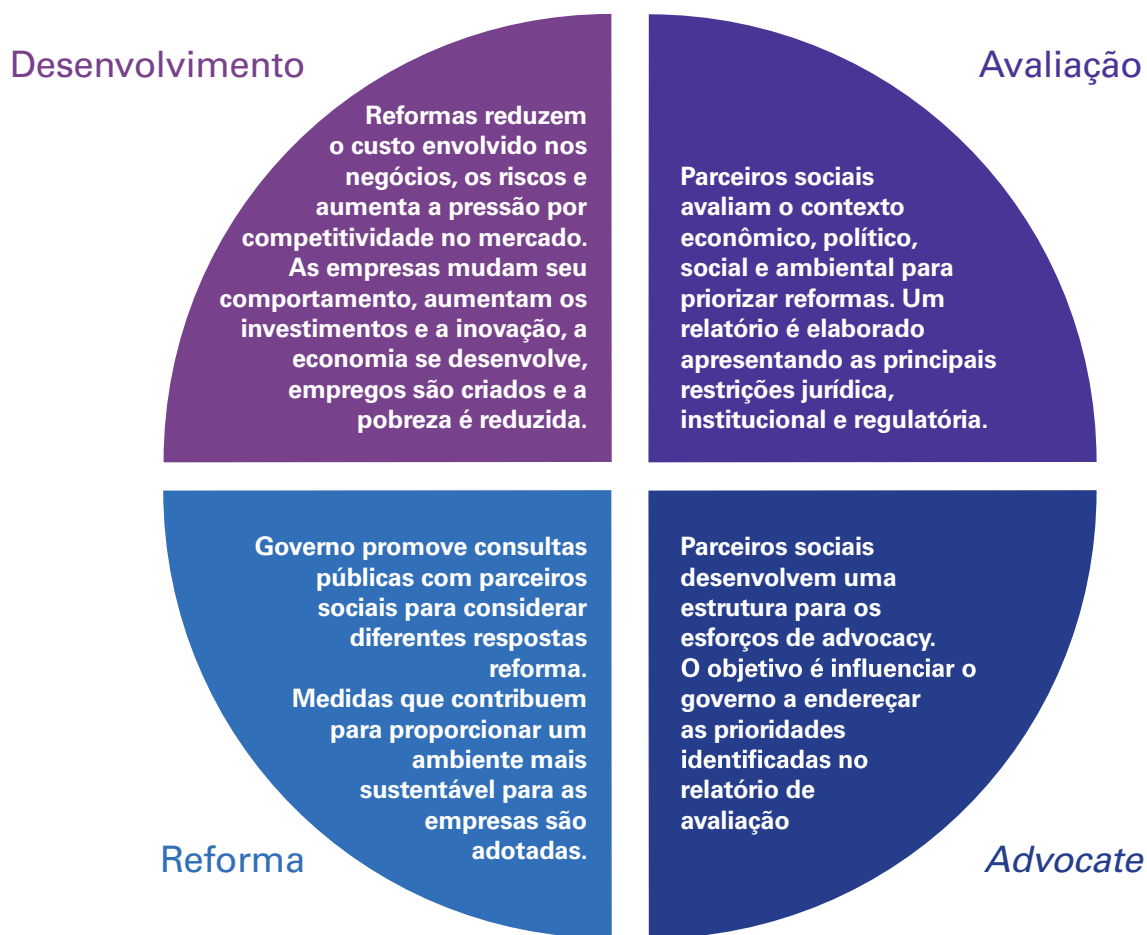 Desenvolvimento
Reformas reduzem
o custo envolvido nos
negócios, os riscos e
aumenta a pressão por
competitividade no mercado.
As empresas mudam seu
comportamento, aumentam os
investimentos e a inovação, a
economia se desenvolve,
empregos são criados e a
pobreza é reduzida.
Avaliação
Parceiros sociais
avaliam o contexto
econômico, político,
social e ambiental para
priorizar reformas. Um
relatório é elaborado
apresentando as principais
restrições jurídica,
institucional e regulatória.
Governo promove consultas
públicas com parceiros
sociais para considerar
diferentes respostas
reforma.
Medidas que contribuem
para proporcionar um
ambiente mais
sustentável para as
empresas são
adotadas.
Reforma
Parceiros sociais
desenvolvem uma
estrutura para os
esforços de advocacy.
O objetivo é influenciar o
governo a endereçar
as prioridades
identificadas no
relatório de
avaliação
Advocate